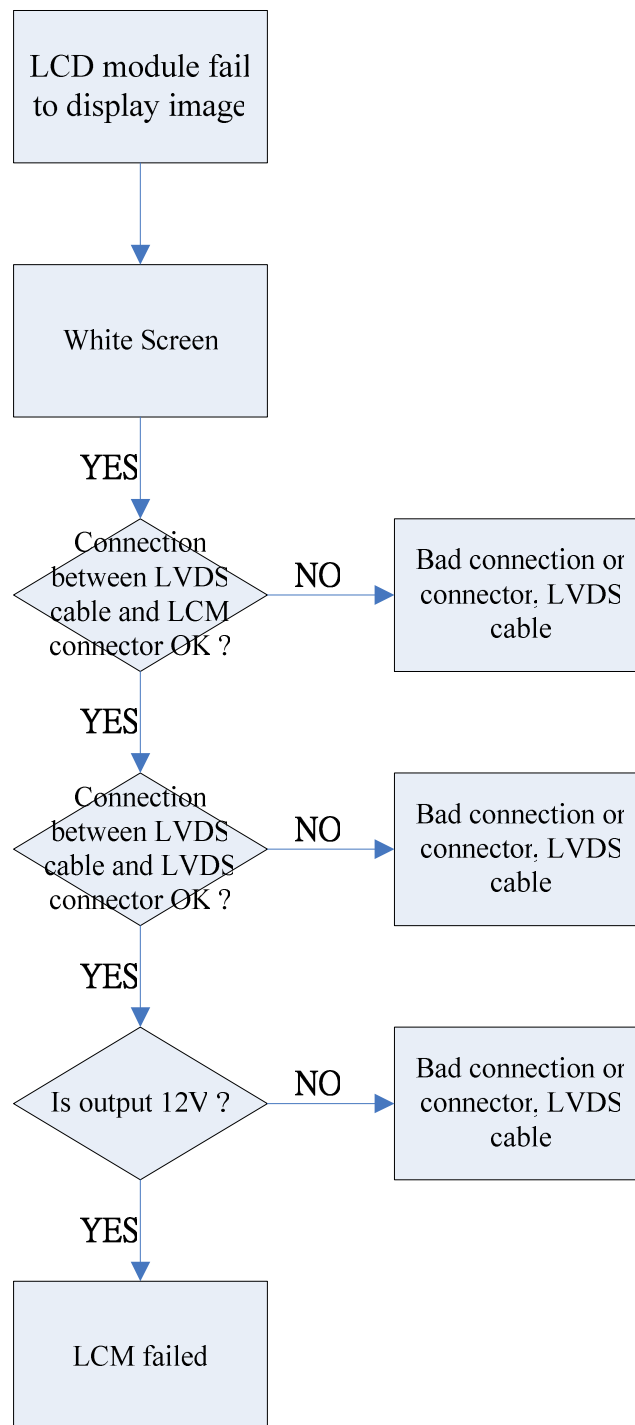 LCD module fail
to display image
White Screen
YES
Connection
between LVDS
cable and LCM
connector OK ?
NO
Bad connection or
connector, LVDS
cable
YES
Connection
between LVDS
cable and LVDS
connector OK ?
NO
Bad connection or
connector, LVDS
cable
YES
Is output 12V ?
NO
Bad connection or
connector, LVDS
cable
YES
LCM failed